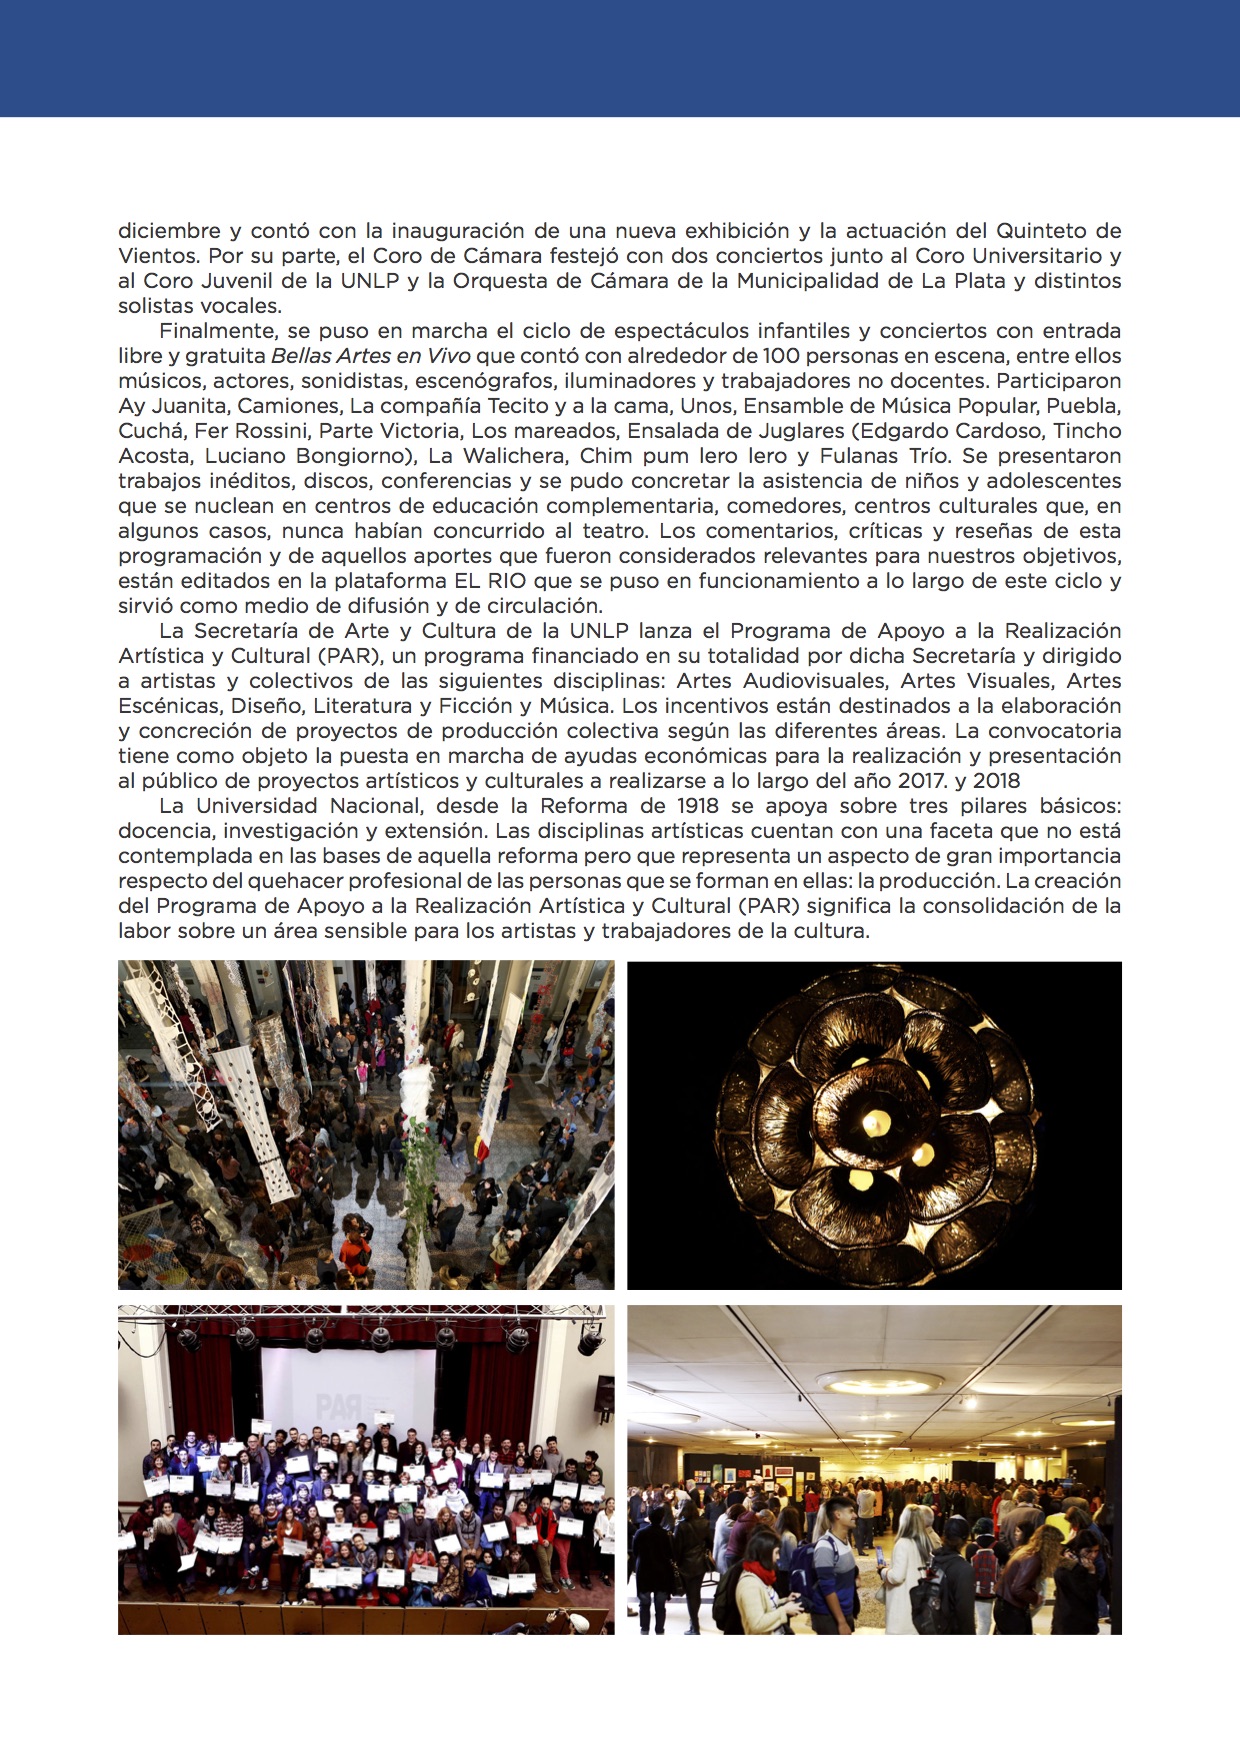 diciembre y contó con la inauguración de una nueva exhibición y la actuación del Quinteto de
Vientos. Por su parte, el Coro de Cámara festejó con dos conciertos junto al Coro Universitario y
al Coro Juvenil de la UNLP y la Orquesta de Cámara de la Municipalidad de La Plata y distintos
solistas vocales.
Finalmente, se puso en marcha el ciclo de espectáculos infantiles y conciertos con entrada
libre y gratuita Bellas Artes en Vivo que contó con alrededor de 100 personas en escena, entre ellos
músicos, actores, sonidistas, escenógrafos, iluminadores y trabajadores no docentes. Participaron
Ay Juanita, Camiones, La compañía Tecito y a la cama, Unos, Ensamble de Música Popular, Puebla,
Cuchá, Fer Rossini, Parte Victoria, Los mareados, Ensalada de Juglares (Edgardo Cardoso, Tincho
Acosta, Luciano Bongiorno), La Walichera, Chim pum lero lero y Fulanas Trío. Se presentaron
trabajos inéditos, discos, conferencias y se pudo concretar la asistencia de niños y adolescentes
que se nuclean en centros de educación complementaria, comedores, centros culturales que, en
algunos casos, nunca habían concurrido al teatro. Los comentarios, críticas y reseñas de esta
programación y de aquellos aportes que fueron considerados relevantes para nuestros objetivos,
están editados en la plataforma EL RIO que se puso en funcionamiento a lo largo de este ciclo y
sirvió como medio de difusión y de circulación.
La Secretaría de Arte y Cultura de la UNLP lanza el Programa de Apoyo a la Realización
Artística y Cultural (PAR), un programa financiado en su totalidad por dicha Secretaría y dirigido
a artistas y colectivos de las siguientes disciplinas: Artes Audiovisuales, Artes Visuales, Artes
Escénicas, Diseño, Literatura y Ficción y Música. Los incentivos están destinados a la elaboración
y concreción de proyectos de producción colectiva según las diferentes áreas. La convocatoria
tiene como objeto la puesta en marcha de ayudas económicas para la realización y presentación
al público de proyectos artísticos y culturales a realizarse a lo largo del año 2017. y 2018
La Universidad Nacional, desde la Reforma de 1918 se apoya sobre tres pilares básicos:
docencia, investigación y extensión. Las disciplinas artísticas cuentan con una faceta que no está
contemplada en las bases de aquella reforma pero que representa un aspecto de gran importancia
respecto del quehacer profesional de las personas que se forman en ellas: la producción. La creación
del Programa de Apoyo a la Realización Artística y Cultural (PAR) significa la consolidación de la
labor sobre un área sensible para los artistas y trabajadores de la cultura.
PAR